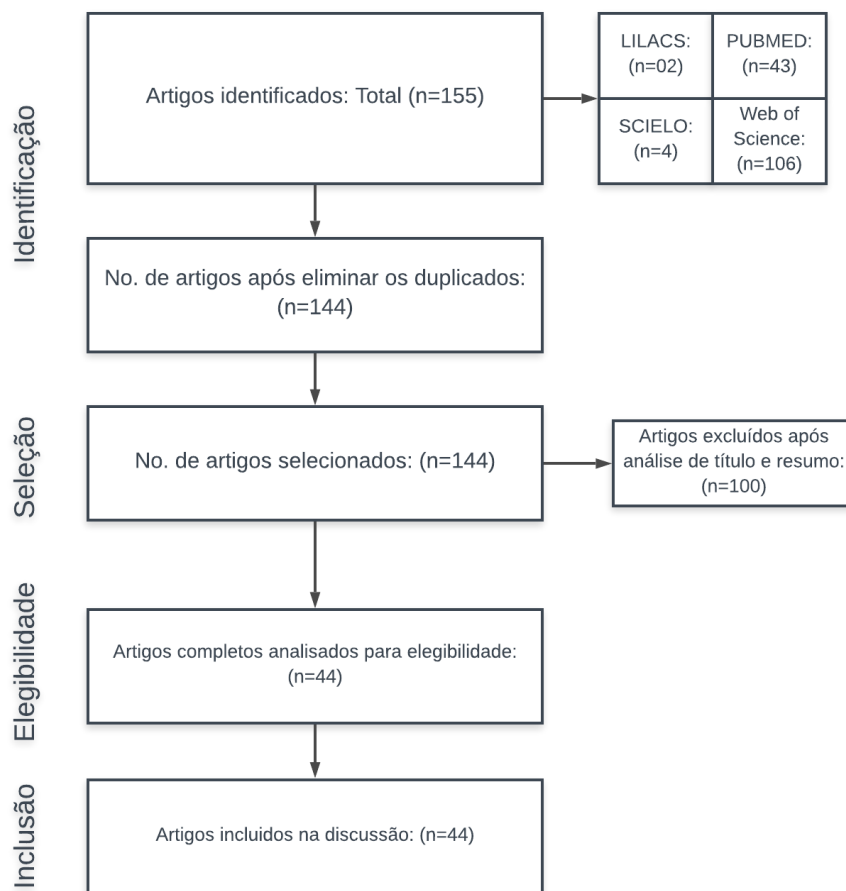 Identificação
Artigos identificados: Total (n=155)
LILACS:
(n=02)
PUBMED:
(n=43)
SCIELO:
(n=4)
Web of
Science:
(n=106)
No. de artigos após eliminar os duplicados:
(n=144)
Seleção
No. de artigos selecionados: (n=144)
Artigos excluídos após
análise de título e resumo:
(n=100)
Elegibilidade
Artigos completos analisados para elegibilidade:
(n=44)
Inclusão
Artigos incluidos na discussão: (n=44)